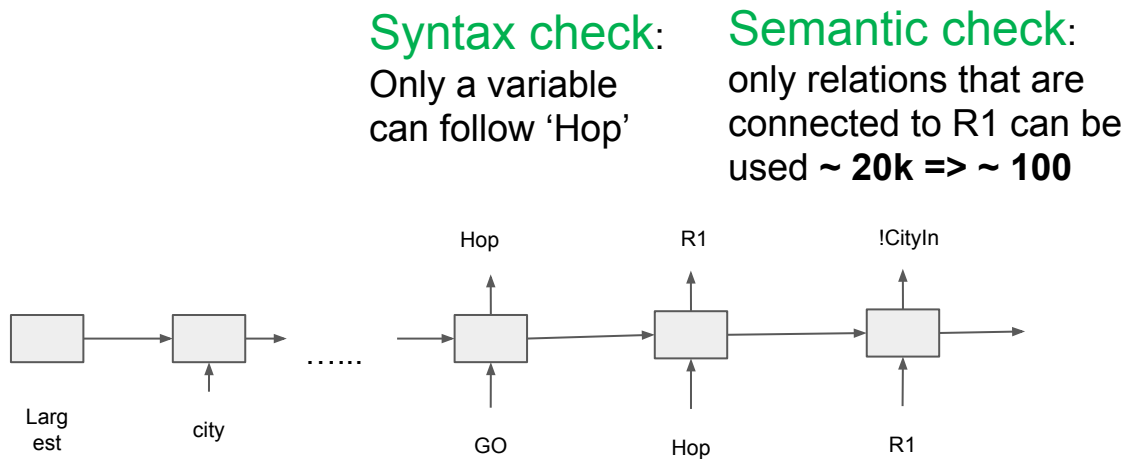 Syntax check:
Only a variable
can follow ‘Hop’
Semantic check:
only relations that are
connected to R1 can be
used ~ 20k => ~ 100
Hop
R1
!CityIn
......
Larg
est
city
GO
Hop
R1